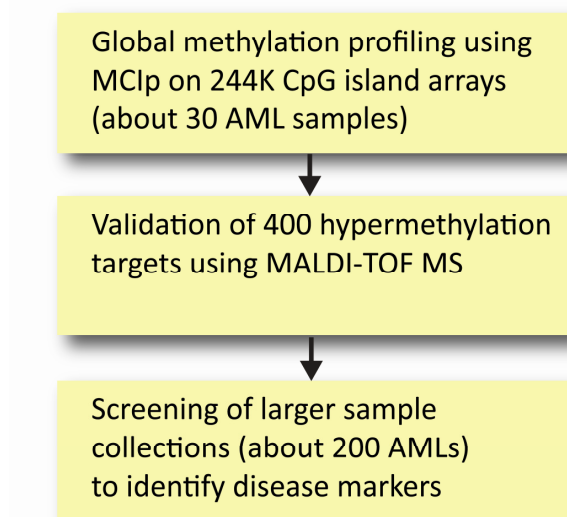 Global methylation profiling using
MCIp on 244K CpG island arrays
(about 30 AML samples)
Validation of 400 hypermethylation
targets using MALDI-TOF MS
Screening of larger sample
collections (about 200 AMLs)
to identify disease markers